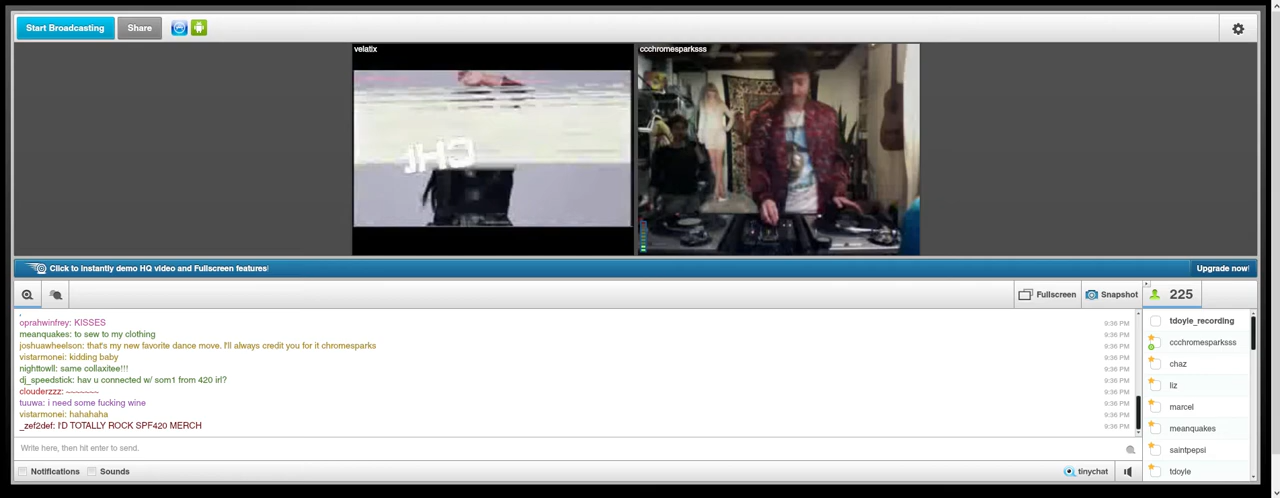 Start Broadcasting Share
velatix ccchromesparksss
Click to instantly demo HQ video and Fullscreen features! Upgrade now!
Fullscreen Snapshot 225
oprahwinfrey: KISSES 9:36 PM
meanquakes: to sew to my clothing 9:36 PM
joshuawheelson: that's my new favorite dance move. I'll always credit you for it chromesparks 9:36 PM
vistarmonei: kidding baby 9:36 PM
nighttowll: same collaxitee!!! 9:36 PM
dj_speedstick: hav u connected w/ som1 from 420 irl? 9:36 PM
clouderzzz: ~~~~~~~ 9:36 PM
tuuwa: i need some fucking wine 9:36 PM
vistarmonei: hahahaha 9:36 PM
_zef2def: I'D TOTALLY ROCK SPF420 MERCH 9:36 PM
tdoyle_recording
ccchromesparksss
chaz
liz
marcel
meanquakes
saintpepsi
tdoyle
Write here, then hit enter to send.
Notifications Sounds tinychat